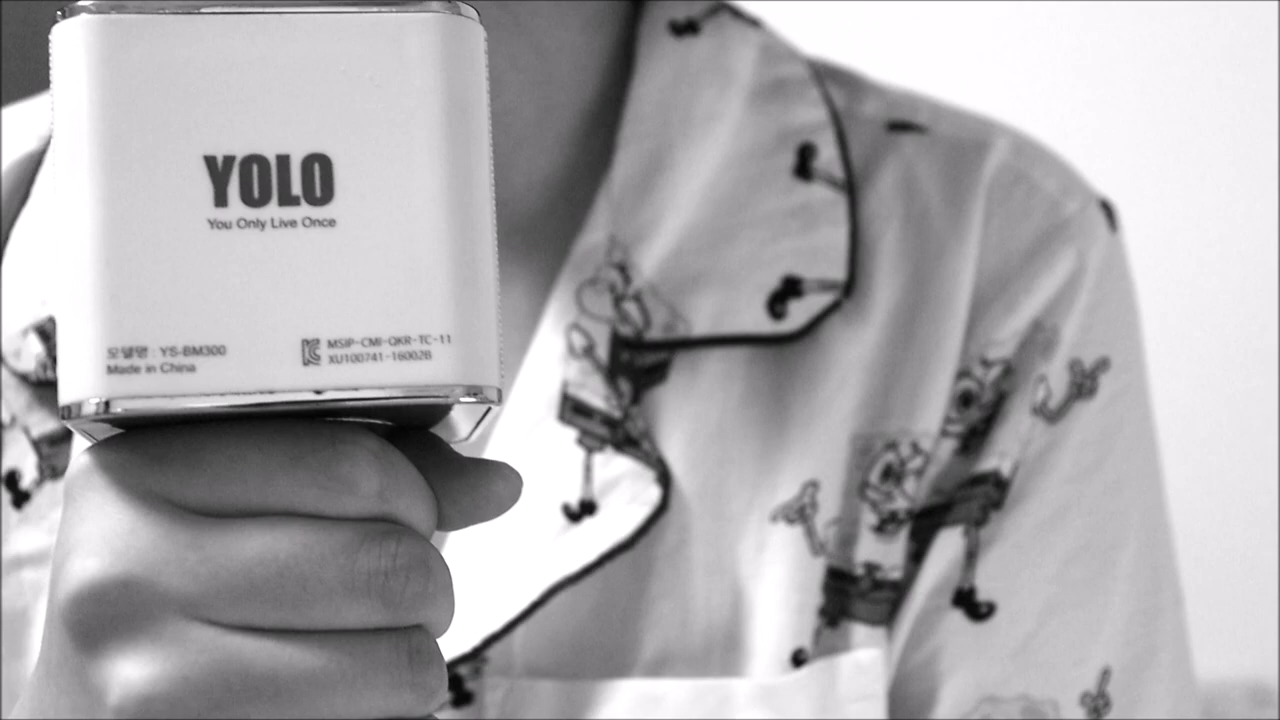 YOLO
You Only Live Once
모델명 : YS-BM300
Made in China
MSIP-CMI-QKR-TC-11
XU100741-16002B